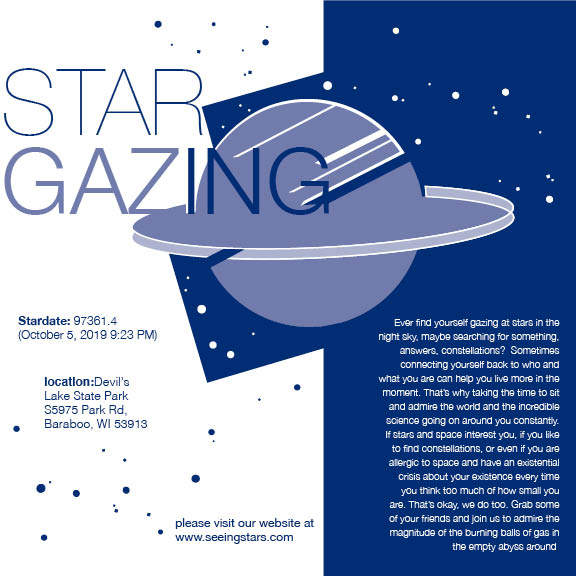 STAR
GAZING
Stardate: 97361.4
(October 5, 2019 9:23 PM)
location:Devil's
Lake State Park
S5975 Park Rd,
Baraboo, WI 53913
please visit our website at
www.seeingstars.com
Ever find yourself gazing at stars in the
night sky, maybe searching for something,
answers, constellations?  Sometimes
connecting yourself back to who and
what you are can help you live more in the
moment. That's why taking the time to sit
and admire the world and the incredible
science going on around you constantly.
If stars and space interest you, if you like
to find constellations, or even if you are
allergic to space and have an existential
crisis about your existence every time
you think too much of how small you
are. That's okay, we do too. Grab some
of your friends and join us to admire the
magnitude of the burning balls of gas in
the empty abyss around